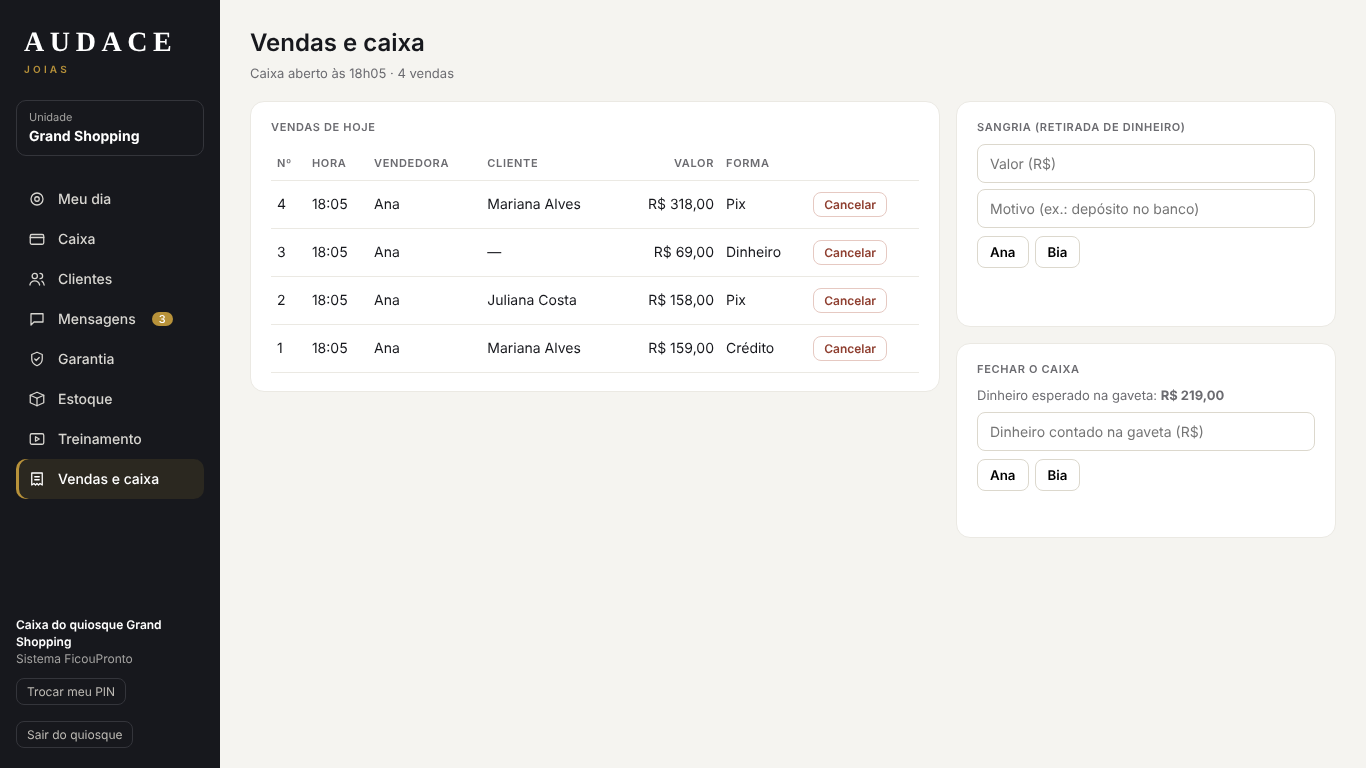 AUDACE
JOIAS
Unidade
Grand Shopping
Meu dia
Caixa
Clientes
Mensagens 3
Garantia
Estoque
Treinamento
Vendas e caixa
Caixa do quiosque Grand
Shopping
Sistema FicouPronto
Trocar meu PIN
Sair do quiosque
Vendas e caixa
Caixa aberto às 18h05 · 4 vendas
VENDAS DE HOJE
Nº HORA VENDEDORA CLIENTE VALOR FORMA
4 18:05 Ana Mariana Alves R$ 318,00 Pix Cancelar
3 18:05 Ana — R$ 69,00 Dinheiro Cancelar
2 18:05 Ana Juliana Costa R$ 158,00 Pix Cancelar
1 18:05 Ana Mariana Alves R$ 159,00 Crédito Cancelar
SANGRIA (RETIRADA DE DINHEIRO)
Valor (R$)
Motivo (ex.: depósito no banco)
Ana Bia
FECHAR O CAIXA
Dinheiro esperado na gaveta: R$ 219,00
Dinheiro contado na gaveta (R$)
Ana Bia